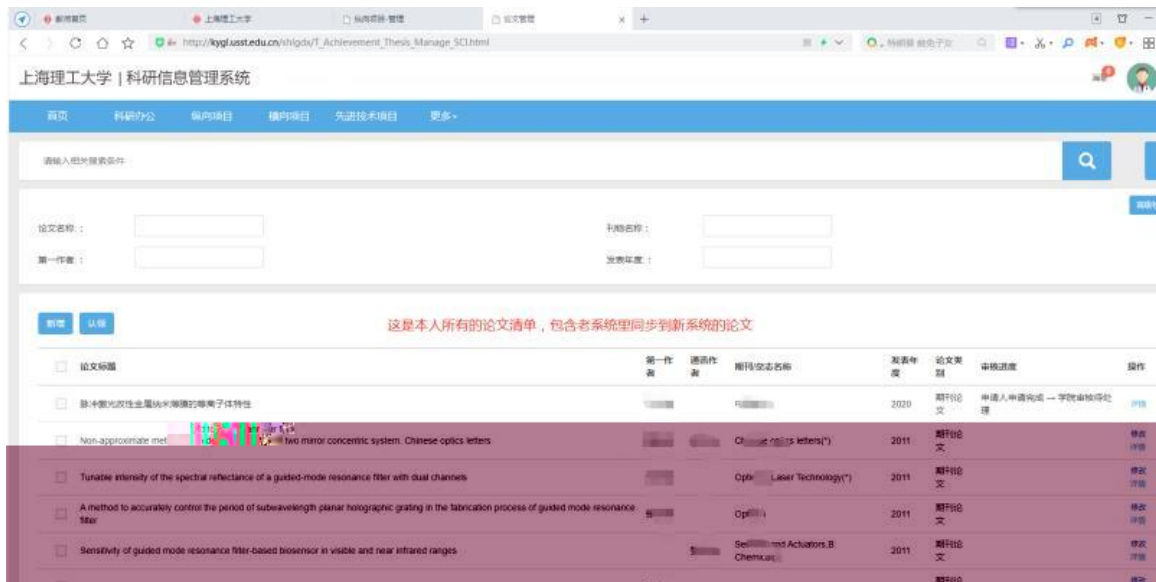 上海理工大学
纵向项目-管理
论文管理
http://kygl.usst.edu.cn/shlgdx/T_Achievement_Thesis_Manage_SCI.html
上海理工大学 | 科研信息管理系统
首页 科研办公 纵向项目 横向项目 先进技术项目 更多
请输入相关搜索条件
论文名称: 刊物名称:
第一作者: 发表年度:
新增 认领
这是本人所有的论文清单,包含老系统里同步到新系统的论文
论文标题 第一作者 通讯作者 期刊/杂志名称 发表年度 论文类别 审核进度 操作
脉冲激光改性金属纳米薄膜的等离子体特性 2020 期刊论文 申请人申请完成 → 学院审核待处理 详情
Non-approximate two mirror concentric system. Chinese optics letters letters(*) 2011 期刊论文 修改 详情
Tunable intensity of the spectral reflectance of a guided-mode resonance filter with dual channels Laser Technology(*) 2011 期刊论文 修改 详情
A method to accurately control the period of subwavelength planar holographic grating in the fabrication process of guided mode resonance filter 2011 期刊论文 修改 详情
Sensitivity of guided mode resonance filter-based biosensor in visible and near infrared ranges and Actuators,B: Chemical 2011 期刊论文 修改 详情
期刊论 修改